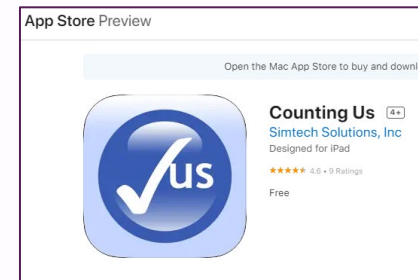 App Store Preview
Open the Mac App Store to buy and downl
us
Counting Us 4+
Simtech Solutions, Inc
Designed for iPad
4.6 • 9 Ratings
Free